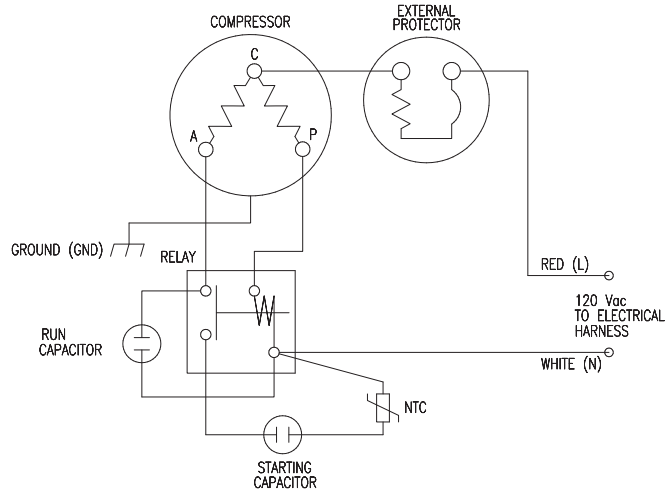 COMPRESSOR
EXTERNAL
PROTECTOR
C
A
P
GROUND (GND)
RELAY
RED (L)
120 Vac
TO ELECTRICAL
HARNESS
RUN
CAPACITOR
WHITE (N)
NTC
STARTING
CAPACITOR